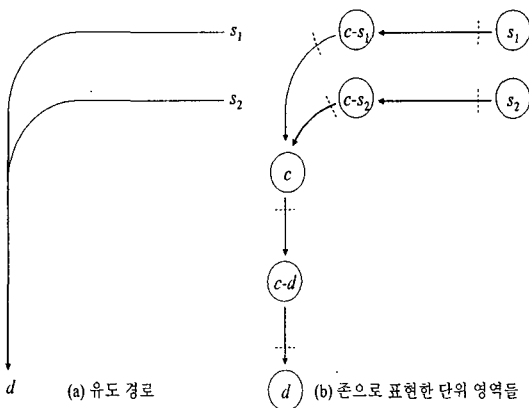 s₁
s₂
d
(a) 유도 경로
c-s₁
s₁
c-s₂
s₂
c
c-d
d
(b) 존으로 표현한 단위 영역들